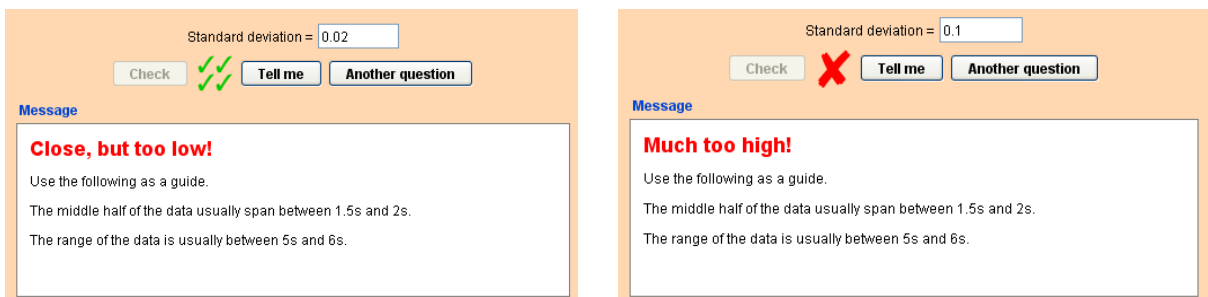 Standard deviation = 0.02
Check Tell me Another question
Message
Close, but too low!
Use the following as a guide.
The middle half of the data usually span between 1.5s and 2s.
The range of the data is usually between 5s and 6s.
Standard deviation = 0.1
Check Tell me Another question
Message
Much too high!
Use the following as a guide.
The middle half of the data usually span between 1.5s and 2s.
The range of the data is usually between 5s and 6s.